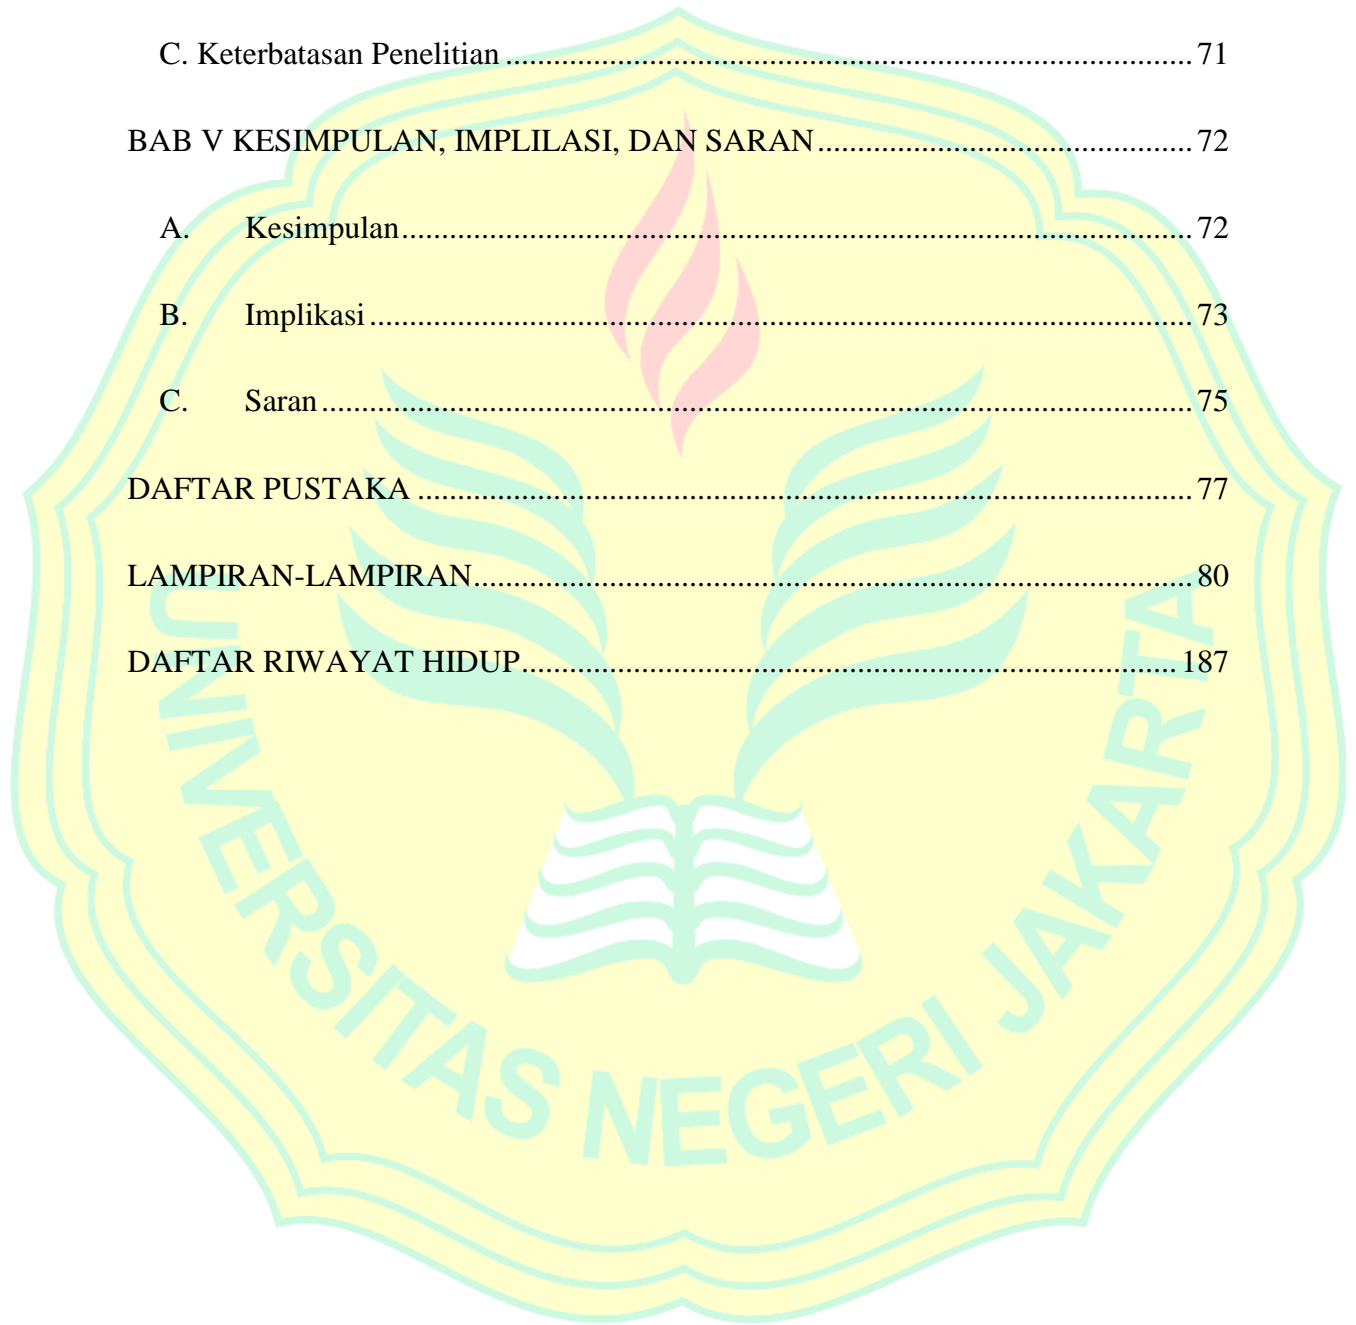 C. Keterbatasan Penelitian ........................................................................................ 71
BAB V KESIMPULAN, IMPLILASI, DAN SARAN ................................................ 72
A. Kesimpulan .................................................................................................... 72
B. Implikasi ........................................................................................................ 73
C. Saran .............................................................................................................. 75
DAFTAR PUSTAKA .................................................................................................. 77
LAMPIRAN-LAMPIRAN ........................................................................................... 80
DAFTAR RIWAYAT HIDUP .................................................................................... 187
UNIVERSITAS NEGERI JAKARTA